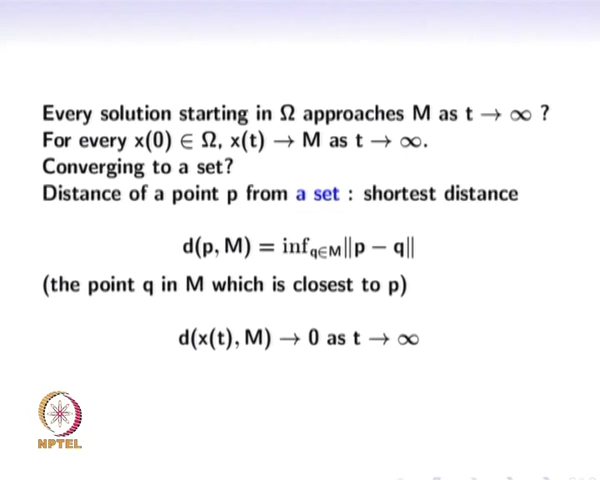 Every solution starting in Ω approaches M as t → ∞ ?
For every x(0) ∈ Ω, x(t) → M as t → ∞.
Converging to a set?
Distance of a point p from a set : shortest distance
d(p, M) = inf_{q∈M}‖p − q‖
(the point q in M which is closest to p)
d(x(t), M) → 0 as t → ∞
NPTEL